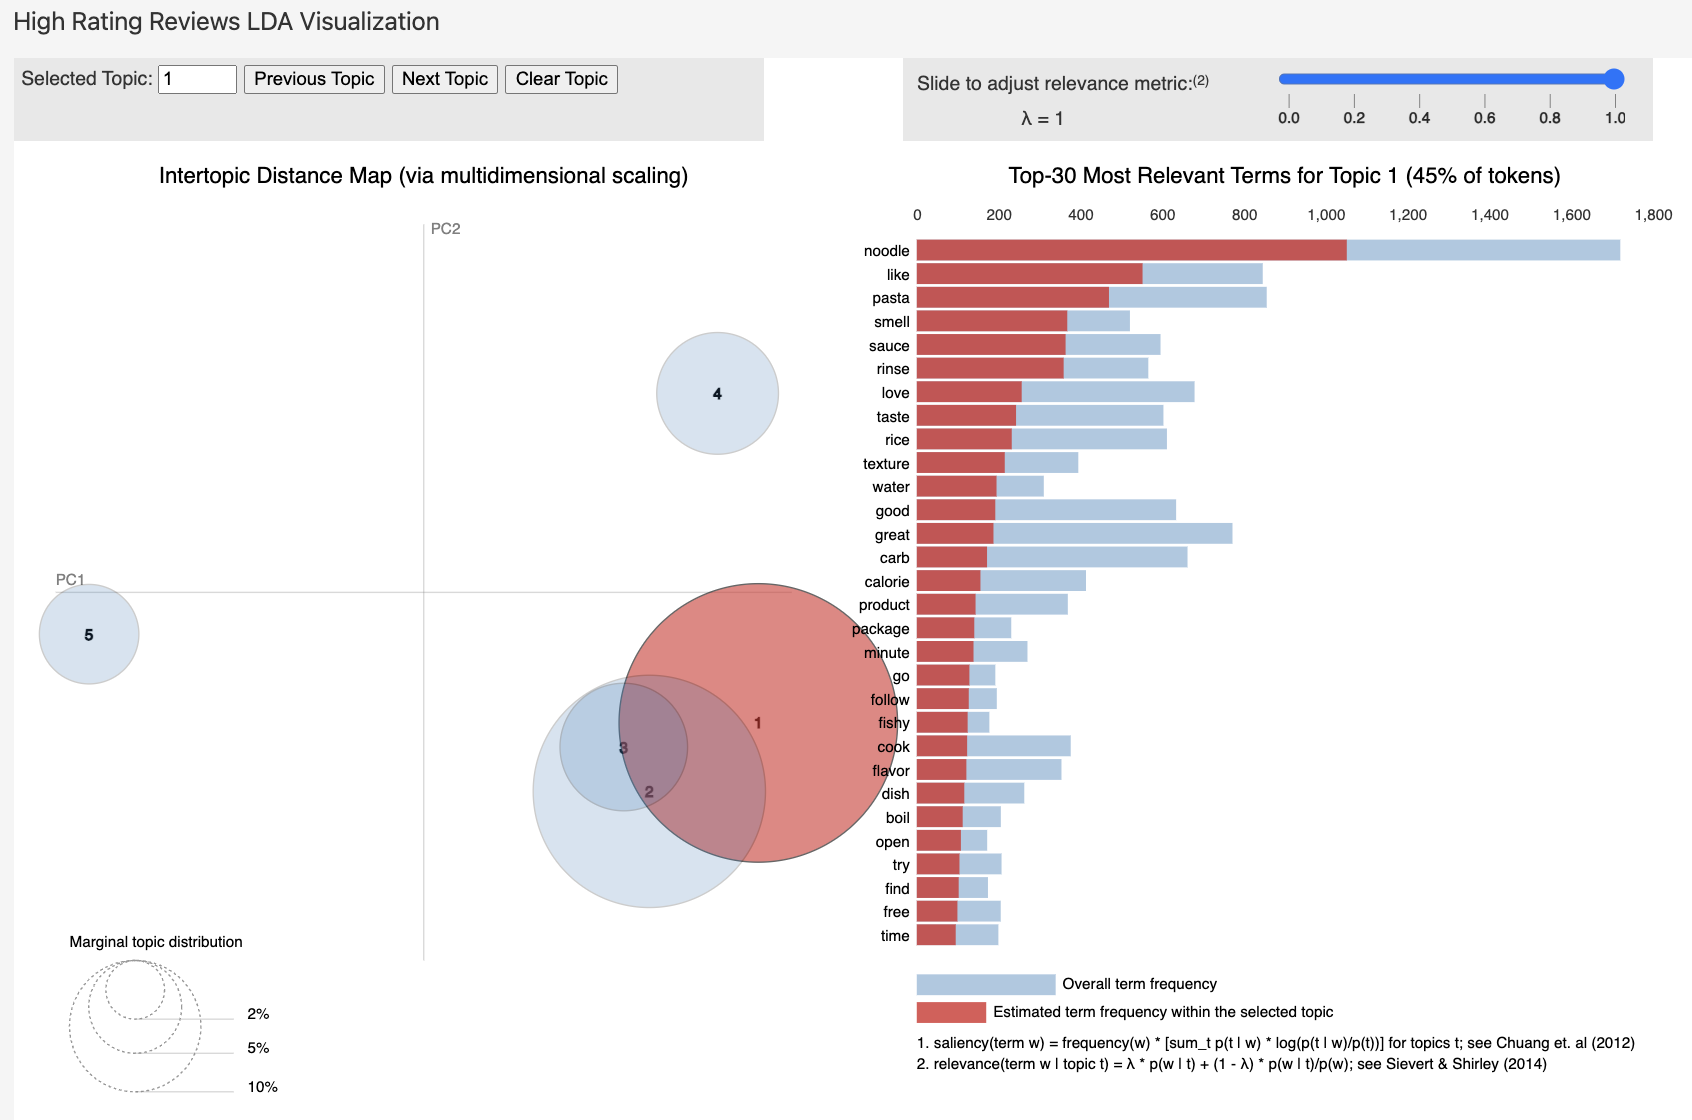 High Rating Reviews LDA Visualization
Selected Topic: 1 Previous Topic Next Topic Clear Topic
Slide to adjust relevance metric:(2)
λ = 1
0.0 0.2 0.4 0.6 0.8 1.0
Intertopic Distance Map (via multidimensional scaling)
PC2
PC1
4
5
1
3
2
Marginal topic distribution
2%
5%
10%
Top-30 Most Relevant Terms for Topic 1 (45% of tokens)
0 200 400 600 800 1,000 1,200 1,400 1,600 1,800
noodle
like
pasta
smell
sauce
rinse
love
taste
rice
texture
water
good
great
carb
calorie
product
package
minute
go
follow
fishy
cook
flavor
dish
boil
open
try
find
free
time
Overall term frequency
Estimated term frequency within the selected topic
1. saliency(term w) = frequency(w) * [sum_t p(t | w) * log(p(t | w)/p(t))] for topics t; see Chuang et. al (2012)
2. relevance(term w | topic t) = λ * p(w | t) + (1 - λ) * p(w | t)/p(w); see Sievert & Shirley (2014)